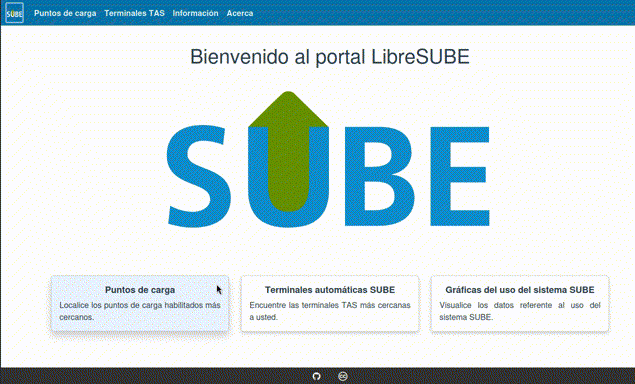 SUBE Puntos de carga Terminales TAS Información Acerca
Bienvenido al portal LibreSUBE
SUBE
Puntos de carga
Localice los puntos de carga habilitados más
cercanos.
Terminales automáticas SUBE
Encuentre las terminales TAS más cercanas
a usted.
Gráficas del uso del sistema SUBE
Visualice los datos referente al uso del
sistema SUBE.